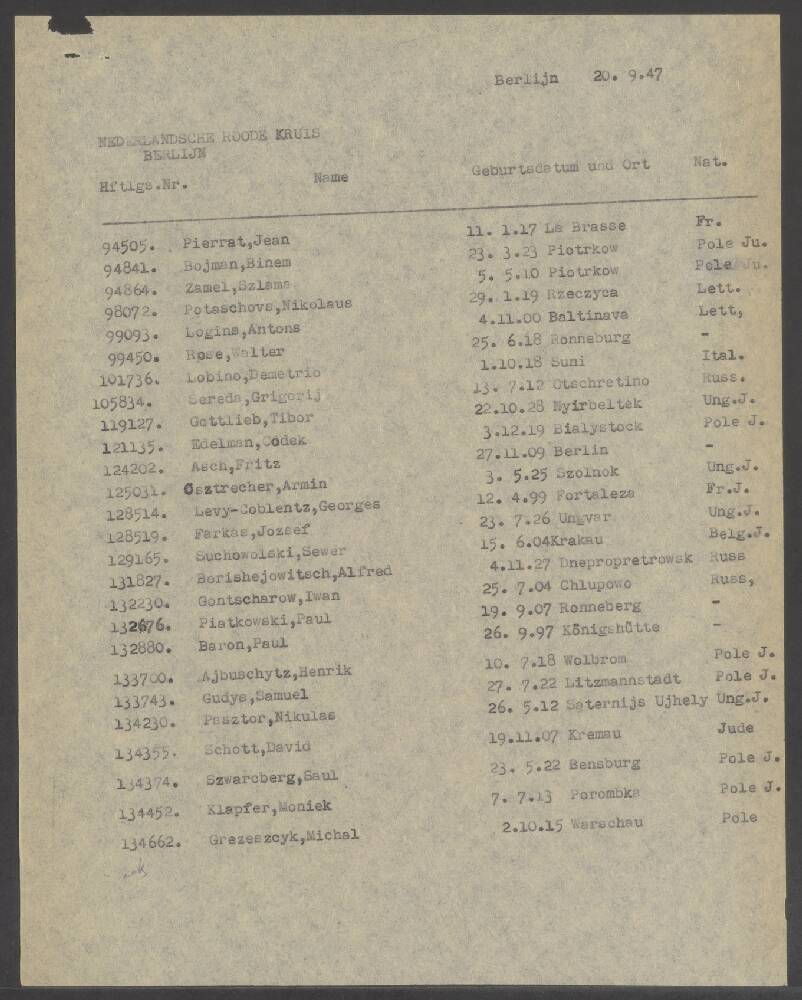 Berlijn 20. 9.47
NEDERLANDSCHE ROODE KRUIS
BERLIJN
Hftlgs.Nr. Name Geburtsdatum und Ort Nat.
94505. Pierrat,Jean 11. 1.17 La Brasse Fr.
94841. Bojman,Binem 23. 3.23 Piotrkow Pole Ju.
94864. Zamel,Szlama 5. 5.10 Piotrkow Pole Ju.
98072. Potaschovs,Nikolaus 29. 1.19 Rzeczyca Lett.
99093. Logins,Antons 4.11.00 Baltinava Lett,
99450. Rose,Walter 25. 6.18 Ronneburg -
101736. Lobino,Demetrio 1.10.18 Suni Ital.
105834. Sereda,Grigorij 13. 7.12 Otschretino Russ.
119127. Gottlieb,Tibor 22.10.28 Nyirbeltek Ung.J.
121135. Edelman,Codek 3.12.19 Bialystock Pole J.
124202. Asch,Fritz 27.11.09 Berlin -
125031. Osztrecher,Armin 3. 5.25 Szolnok Ung.J.
128514. Levy-Coblentz,Georges 12. 4.99 Fortaleza Fr.J.
128519. Farkas,Jozsef 23. 7.26 Ungvar Ung.J.
129165. Suchowolski,Sewer 15. 6.04Krakau Belg.J.
131827. Borishejowitsch,Alfred 4.11.27 Dnepropretrowsk Russ
132230. Gontscharow,Iwan 25. 7.04 Chlupowo Russ,
132676. Piatkowski,Paul 19. 9.07 Ronneberg -
132880. Baron,Paul 26. 9.97 Königshütte -
133700. Ajbuschytz,Henrik 10. 7.18 Wolbrom Pole J.
133743. Gudys,Samuel 27. 7.22 Litzmannstadt Pole J.
134230. Pasztor,Nikulas 26. 5.12 Saternijs Ujhely Ung.J.
134355. Schott,David 19.11.07 Kremau Jude
134374. Szwarcberg,Saul 23. 5.22 Bensburg Pole J.
134452. Klapfer,Moniek 7. 7.13 Porombka Pole J.
134662. Grezeszcyk,Michal 2.10.15 Warschau Pole